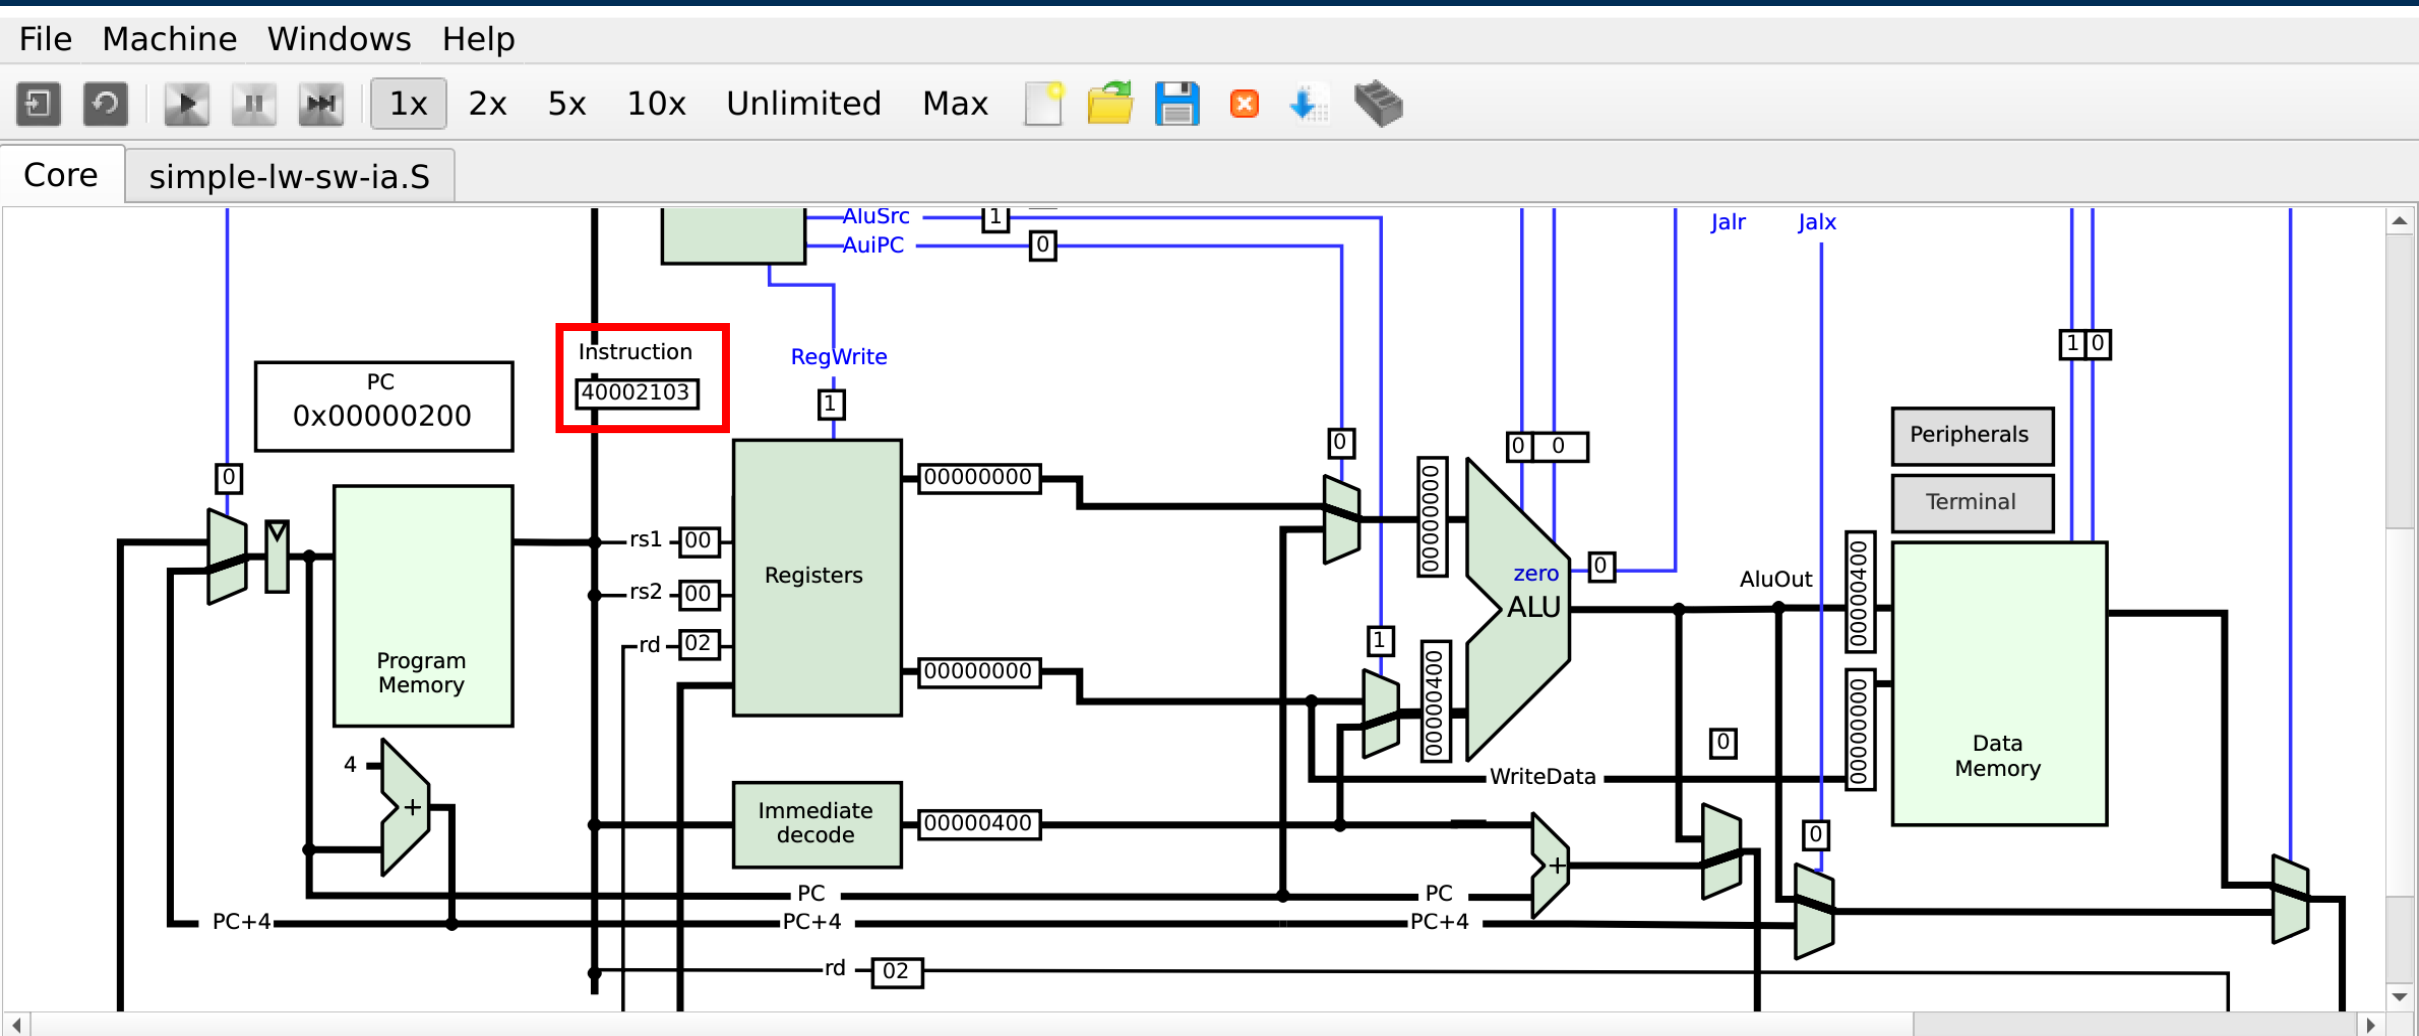 File Machine Windows Help
1x 2x 5x 10x Unlimited Max
Core simple-lw-sw-ia.S
AluSrc 1
Jalr Jalx
AuiPC 0
1 0
Instruction
RegWrite
PC
40002103
0x00000200
1
Peripherals
0 0 0
0
00000000
00000000
Terminal
rs1 00
00000400
Registers
zero 0
AluOut
rs2 00
ALU
rd 02
1
00000000
00000400
00000000
Program
Memory
0
Data
Memory
4
WriteData
+
Immediate
decode
00000400
0
+
PC PC
PC+4 PC+4 PC+4
rd 02